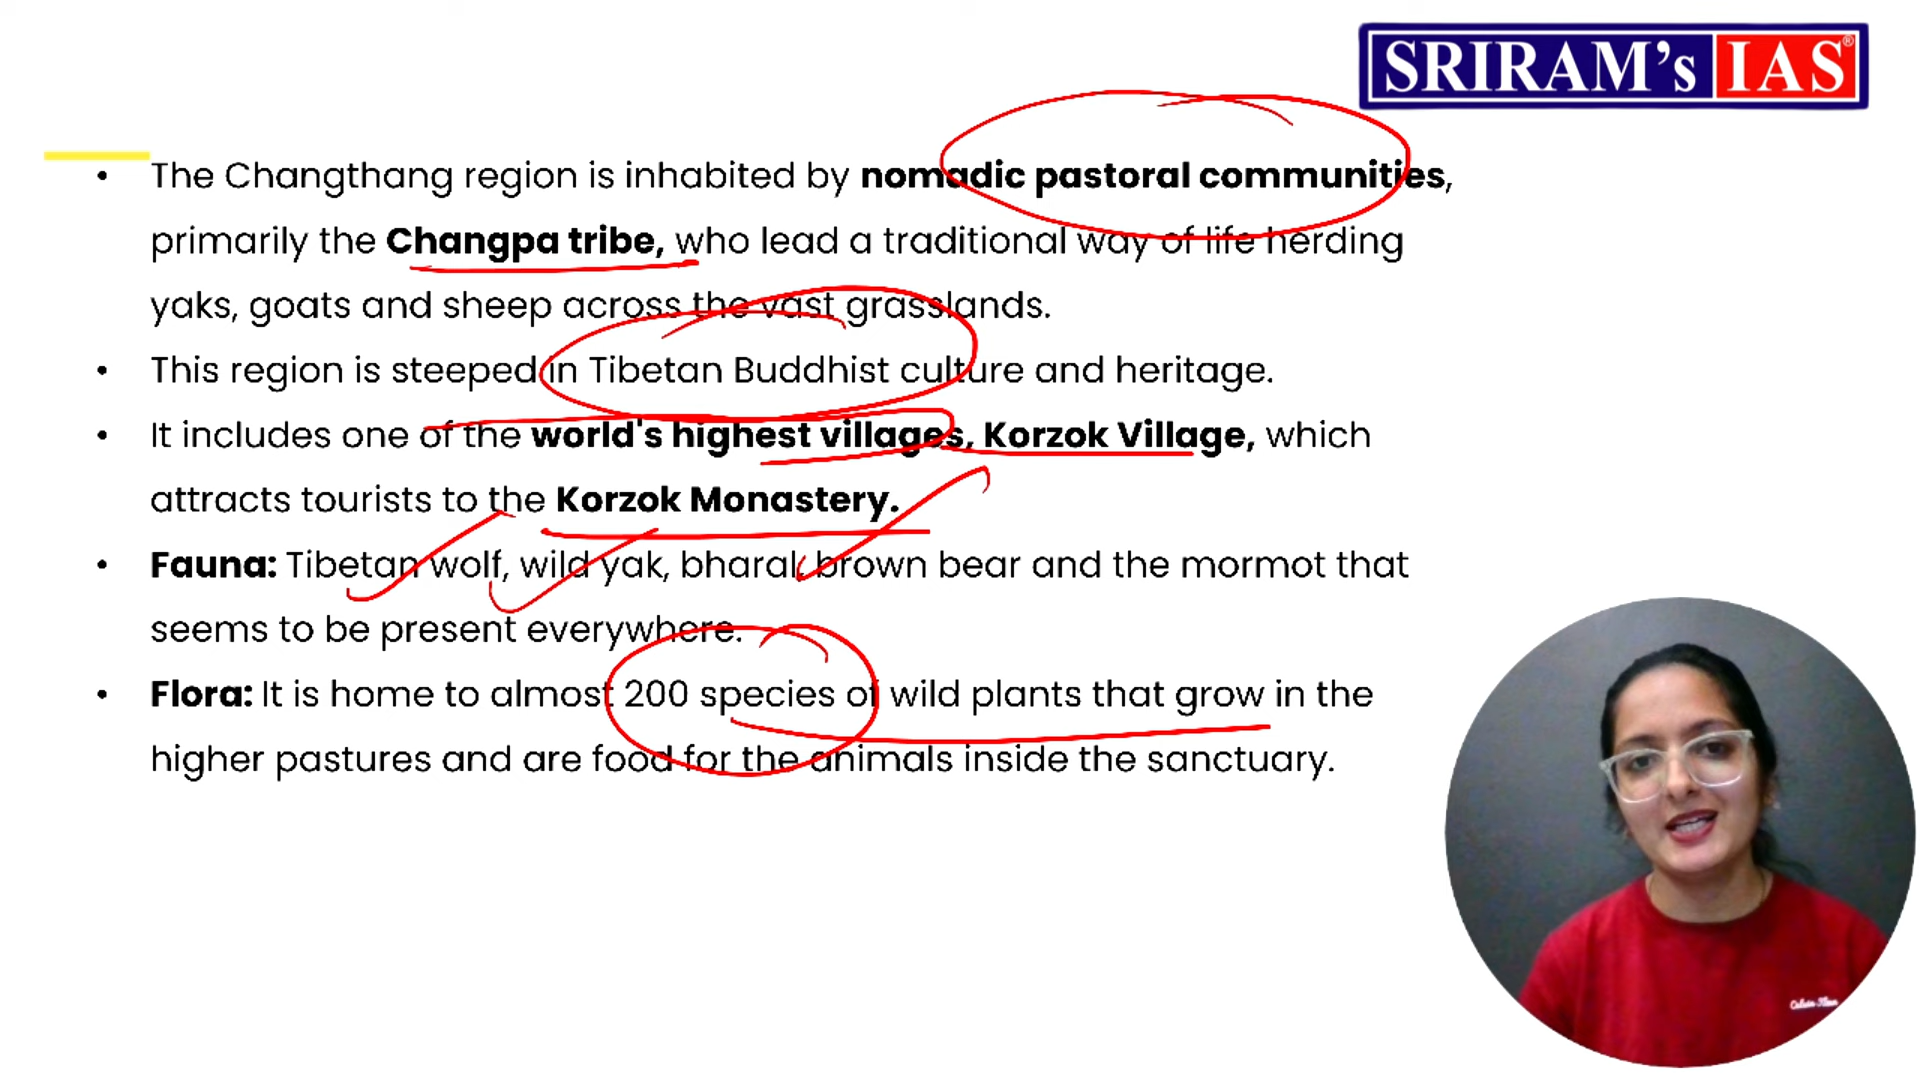 SRIRAM's IAS®
• The Changthang region is inhabited by nomadic pastoral communities,
primarily the Changpa tribe, who lead a traditional way of life herding
yaks, goats and sheep across the vast grasslands.
• This region is steeped in Tibetan Buddhist culture and heritage.
• It includes one of the world's highest villages, Korzok Village, which
attracts tourists to the Korzok Monastery.
• Fauna: Tibetan wolf, wild yak, bharal, brown bear and the mormot that
seems to be present everywhere.
• Flora: It is home to almost 200 species of wild plants that grow in the
higher pastures and are food for the animals inside the sanctuary.
Calvin Klein